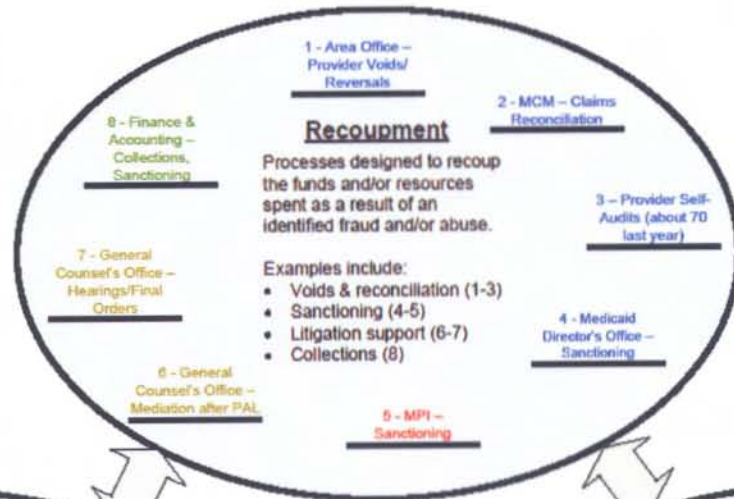 1 - Area Office –
Provider Voids/
Reversals
2 - MCM – Claims
Reconciliation
8 - Finance &
Accounting –
Collections,
Sanctioning
Recoupment
Processes designed to recoup
the funds and/or resources
spent as a result of an
identified fraud and/or abuse.
3 – Provider Self-
Audits (about 70
last year)
7 - General
Counsel's Office –
Hearings/Final
Orders
Examples include:
• Voids & reconciliation (1-3)
• Sanctioning (4-5)
• Litigation support (6-7)
• Collections (8)
4 - Medicaid
Director's Office –
Sanctioning
6 - General
Counsel's Office –
Mediation after PAL
5 - MPI –
Sanctioning